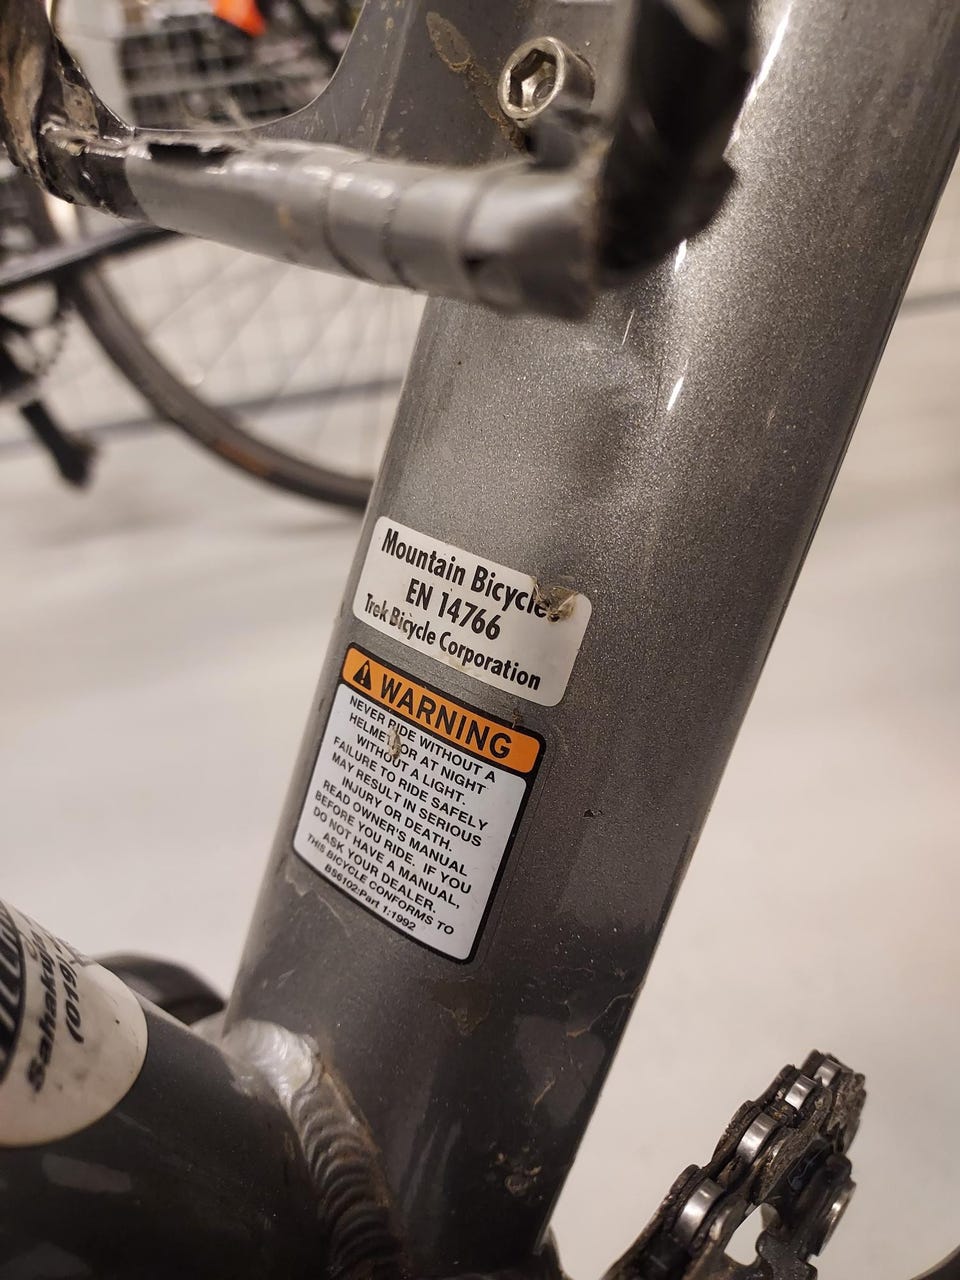 Mountain Bicycles
EN 14766
Trek Bicycle Corporation
WARNING
NEVER RIDE WITHOUT A
HELMET OR AT NIGHT
WITHOUT A LIGHT.
FAILURE TO RIDE SAFELY
MAY RESULT IN SERIOUS
INJURY OR DEATH.
READ OWNER'S MANUAL
BEFORE YOU RIDE. IF YOU
DO NOT HAVE A MANUAL,
ASK YOUR DEALER.
THIS BICYCLE CONFORMS TO
BS6102:Part 1:1992
(019)